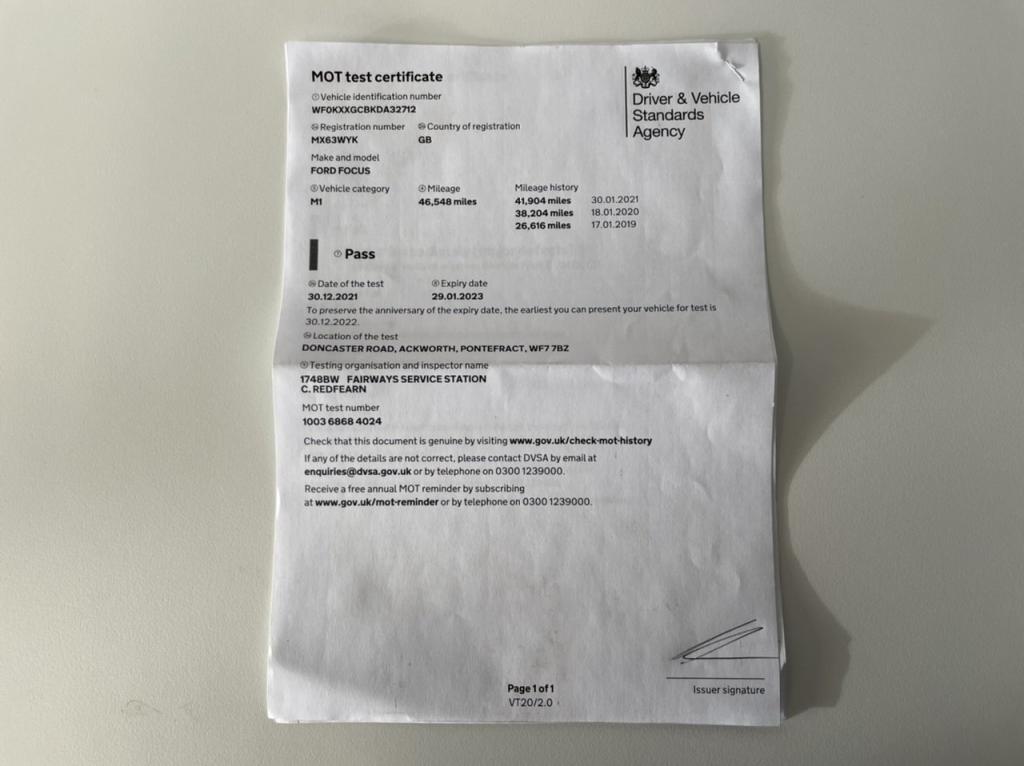 MOT test certificate
Driver & Vehicle
Standards
Agency
① Vehicle identification number
WF0KXXGCBKDA32712
Registration number Country of registration
MX63WYK GB
Make and model
FORD FOCUS
⑤ Vehicle category ④ Mileage Mileage history
M1 46,548 miles 41,904 miles 30.01.2021
38,204 miles 18.01.2020
26,616 miles 17.01.2019
⑦ Pass
Date of the test ⑧ Expiry date
30.12.2021 29.01.2023
To preserve the anniversary of the expiry date, the earliest you can present your vehicle for test is
30.12.2022.
Location of the test
DONCASTER ROAD, ACKWORTH, PONTEFRACT, WF7 7BZ
⑨ Testing organisation and inspector name
1748BW FAIRWAYS SERVICE STATION
C. REDFEARN
MOT test number
1003 6868 4024
Check that this document is genuine by visiting www.gov.uk/check-mot-history
If any of the details are not correct, please contact DVSA by email at
enquiries@dvsa.gov.uk or by telephone on 0300 1239000.
Receive a free annual MOT reminder by subscribing
at www.gov.uk/mot-reminder or by telephone on 0300 1239000.
Issuer signature
Page 1 of 1
VT20/2.0